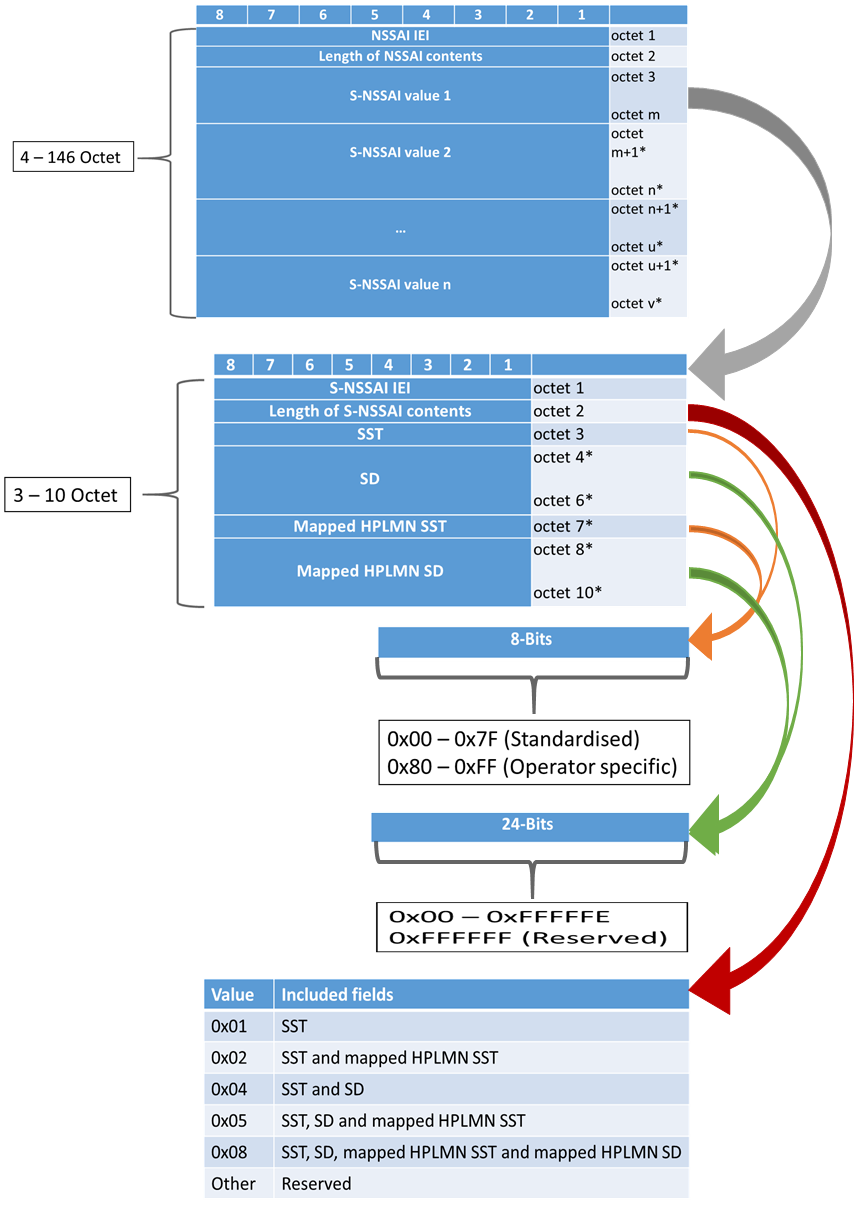 8 7 6 5 4 3 2 1
NSSAI IEI octet 1
Length of NSSAI contents octet 2
octet 3
S-NSSAI value 1
octet m
octet
m+1*
S-NSSAI value 2
octet n*
octet n+1*
...
octet u*
octet u+1*
S-NSSAI value n
octet v*
4 – 146 Octet
8 7 6 5 4 3 2 1
S-NSSAI IEI octet 1
Length of S-NSSAI contents octet 2
SST octet 3
octet 4*
SD
octet 6*
Mapped HPLMN SST octet 7*
octet 8*
Mapped HPLMN SD
octet 10*
3 – 10 Octet
8-Bits
0x00 – 0x7F (Standardised)
0x80 – 0xFF (Operator specific)
24-Bits
0x00 – 0xFFFFFE
0xFFFFFF (Reserved)
Value Included fields
0x01 SST
0x02 SST and mapped HPLMN SST
0x04 SST and SD
0x05 SST, SD and mapped HPLMN SST
0x08 SST, SD, mapped HPLMN SST and mapped HPLMN SD
Other Reserved